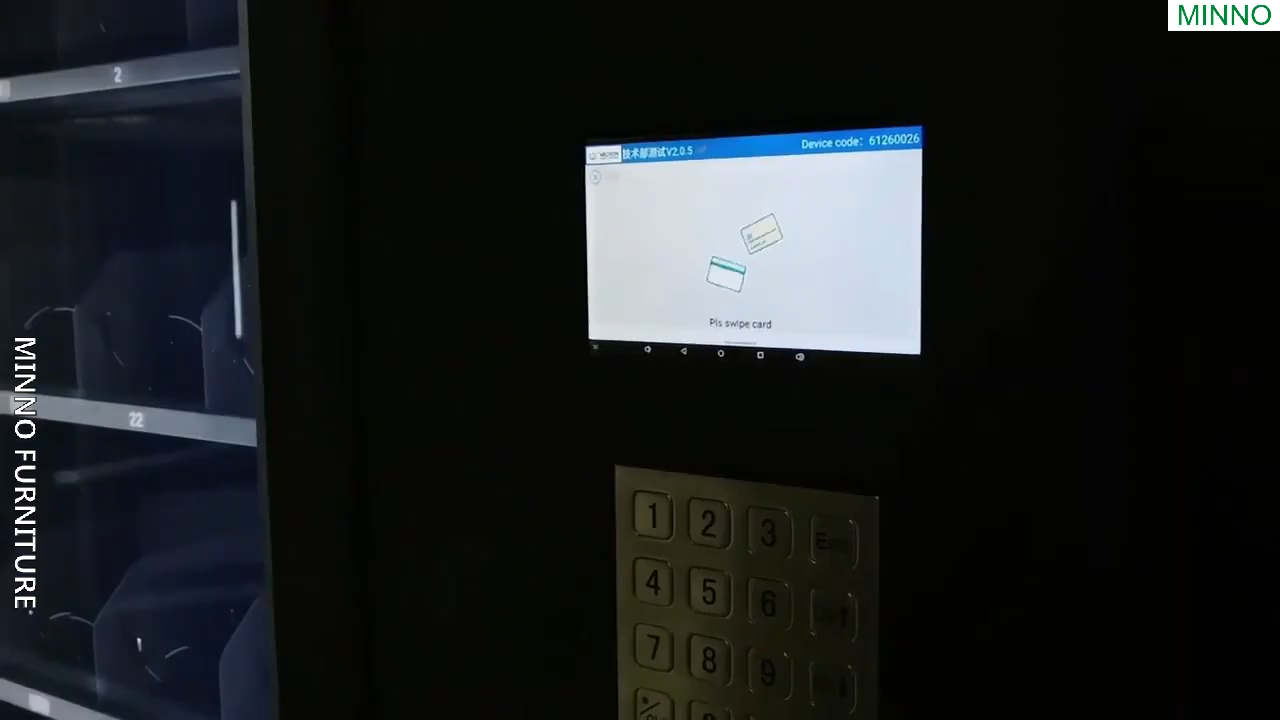 MINNO
2
技术部测试V2.0.5
Device code: 61260026
Pls swipe card
22
MINNO FURNITURE
1 2 3
4 5 6
7 8 9